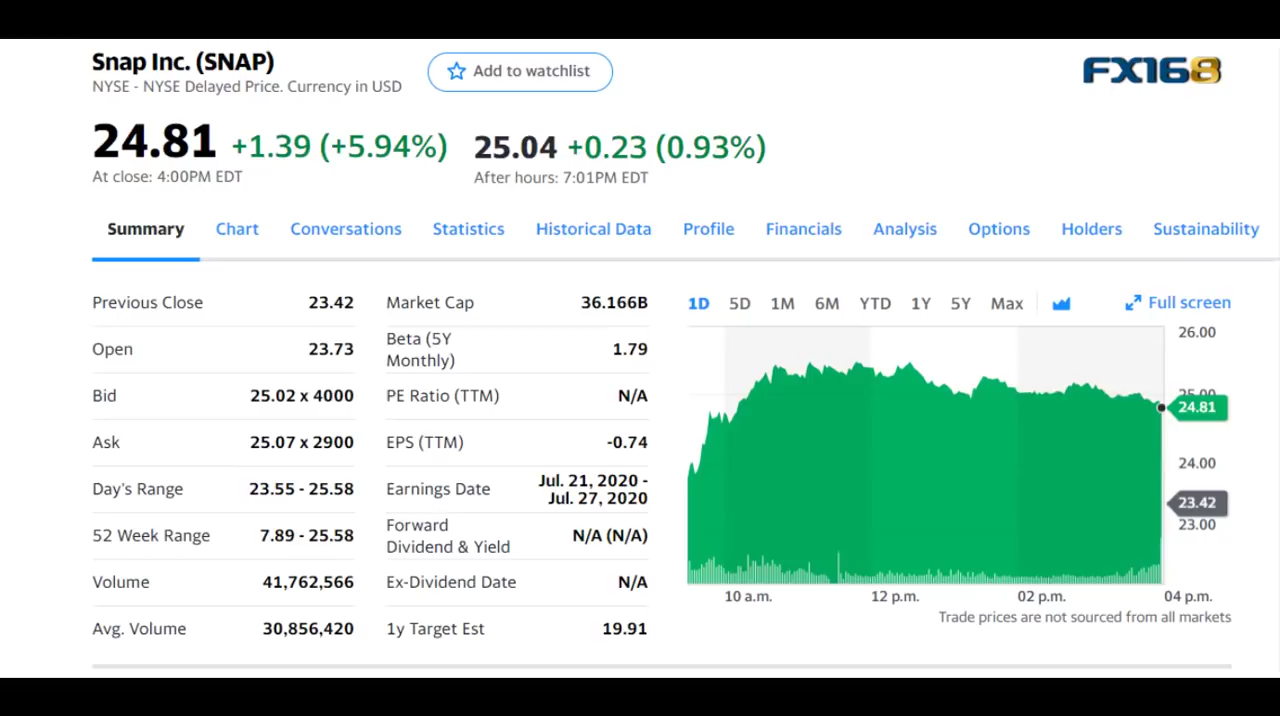 Snap Inc. (SNAP)
NYSE - NYSE Delayed Price. Currency in USD
Add to watchlist
FX168
24.81 +1.39 (+5.94%)
At close: 4:00PM EDT
25.04 +0.23 (0.93%)
After hours: 7:01PM EDT
Summary Chart Conversations Statistics Historical Data Profile Financials Analysis Options Holders Sustainability
Previous Close 23.42
Open 23.73
Bid 25.02 x 4000
Ask 25.07 x 2900
Day's Range 23.55 - 25.58
52 Week Range 7.89 - 25.58
Volume 41,762,566
Avg. Volume 30,856,420
Market Cap 36.166B
Beta (5Y
Monthly) 1.79
PE Ratio (TTM) N/A
EPS (TTM) -0.74
Earnings Date Jul. 21, 2020 -
Jul. 27, 2020
Forward
Dividend & Yield N/A (N/A)
Ex-Dividend Date N/A
1y Target Est 19.91
1D 5D 1M 6M YTD 1Y 5Y Max Full screen
26.00
25.00
24.81
24.00
23.42
23.00
10 a.m. 12 p.m. 02 p.m. 04 p.m.
Trade prices are not sourced from all markets